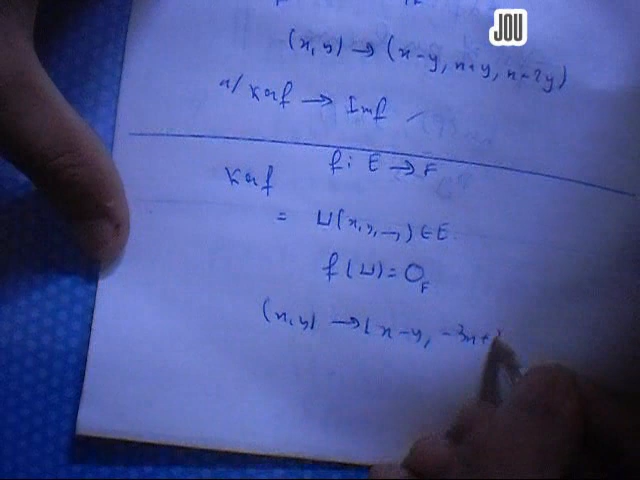 JOU
(x, y) → (x-y, x+y, x+2y)
a/ Kerf → Imf
f: E → F
Kerf
= U(x,y,-,) ∈ E
f(U) = 0F
(x,y) → (x-y, -3x+